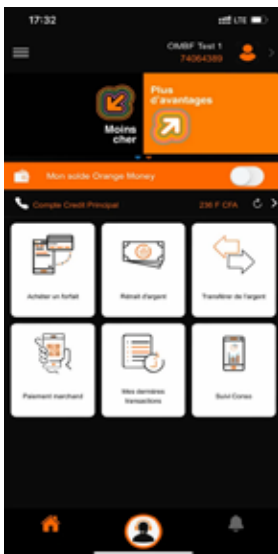 17:32
LTE
OMBF Test 1
74064389
Moins
cher
Plus
d'avantages
Mon solde Orange Money
Compte Credit Principal
236 F CFA
Acheter un forfait
Retrait d'argent
Transférer de l'argent
Paiement marchand
Mes dernières
transactions
Suivi Conso